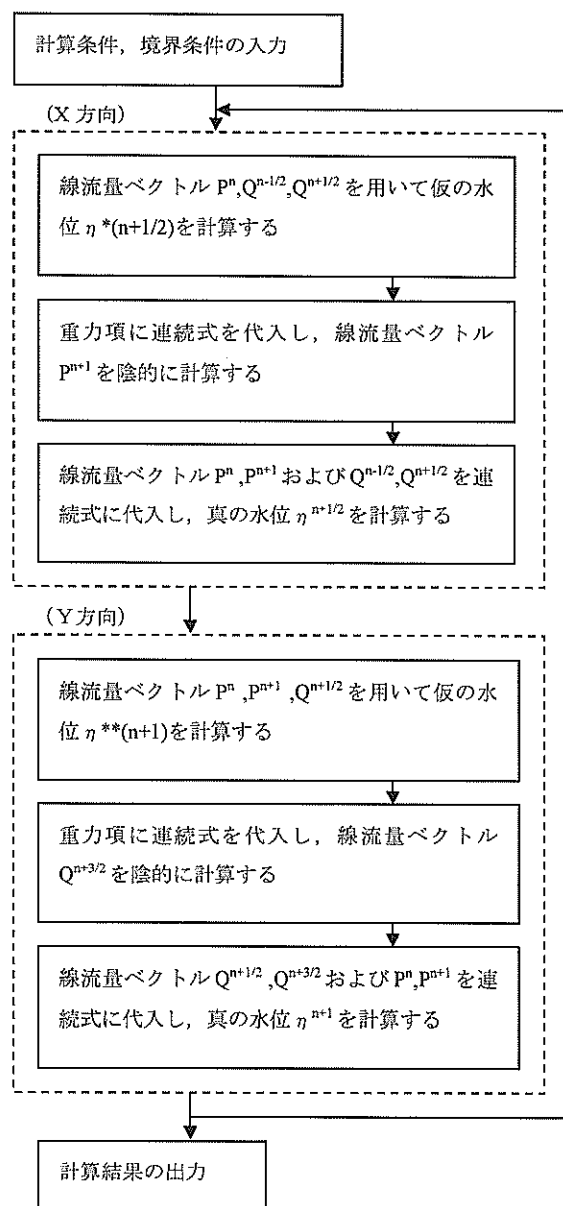 計算条件，境界条件の入力
(X 方向)
線流量ベクトル Pⁿ,Qⁿ⁻¹/²,Qⁿ⁺¹/² を用いて仮の水
位 η *(n+1/2)を計算する
重力項に連続式を代入し，線流量ベクトル
Pⁿ⁺¹ を陰的に計算する
線流量ベクトル Pⁿ ,Pⁿ⁺¹ および Qⁿ⁻¹/²,Qⁿ⁺¹/² を連
続式に代入し，真の水位 η ⁿ⁺¹/² を計算する
(Y 方向)
線流量ベクトル Pⁿ ,Pⁿ⁺¹ ,Qⁿ⁺¹/² を用いて仮の水
位 η **(n+1)を計算する
重力項に連続式を代入し，線流量ベクトル
Qⁿ⁺³/² を陰的に計算する
線流量ベクトル Qⁿ⁺¹/² ,Qⁿ⁺³/² および Pⁿ,Pⁿ⁺¹ を連
続式に代入し，真の水位 η ⁿ⁺¹ を計算する
計算結果の出力